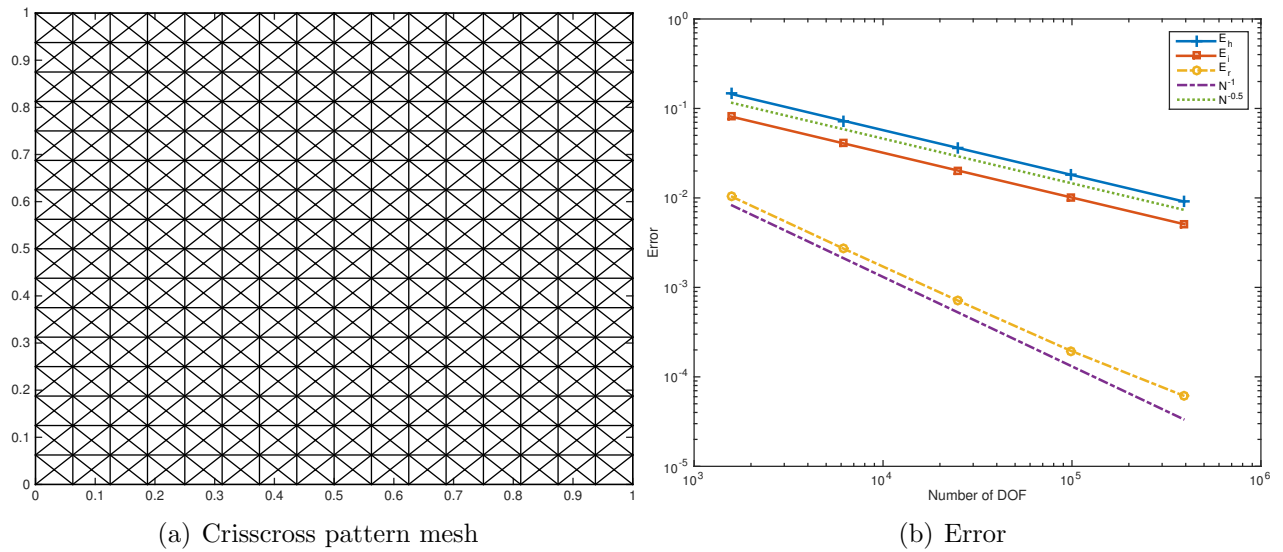 1
0.9
0.8
0.7
0.6
0.5
0.4
0.3
0.2
0.1
0
0 0.1 0.2 0.3 0.4 0.5 0.6 0.7 0.8 0.9 1
(a) Crisscross pattern mesh
10^0
10^-1
10^-2
10^-3
10^-4
10^-5
Error
E_h
E_i
E_r
N^-1
N^-0.5
10^3 10^4 10^5 10^6
Number of DOF
(b) Error